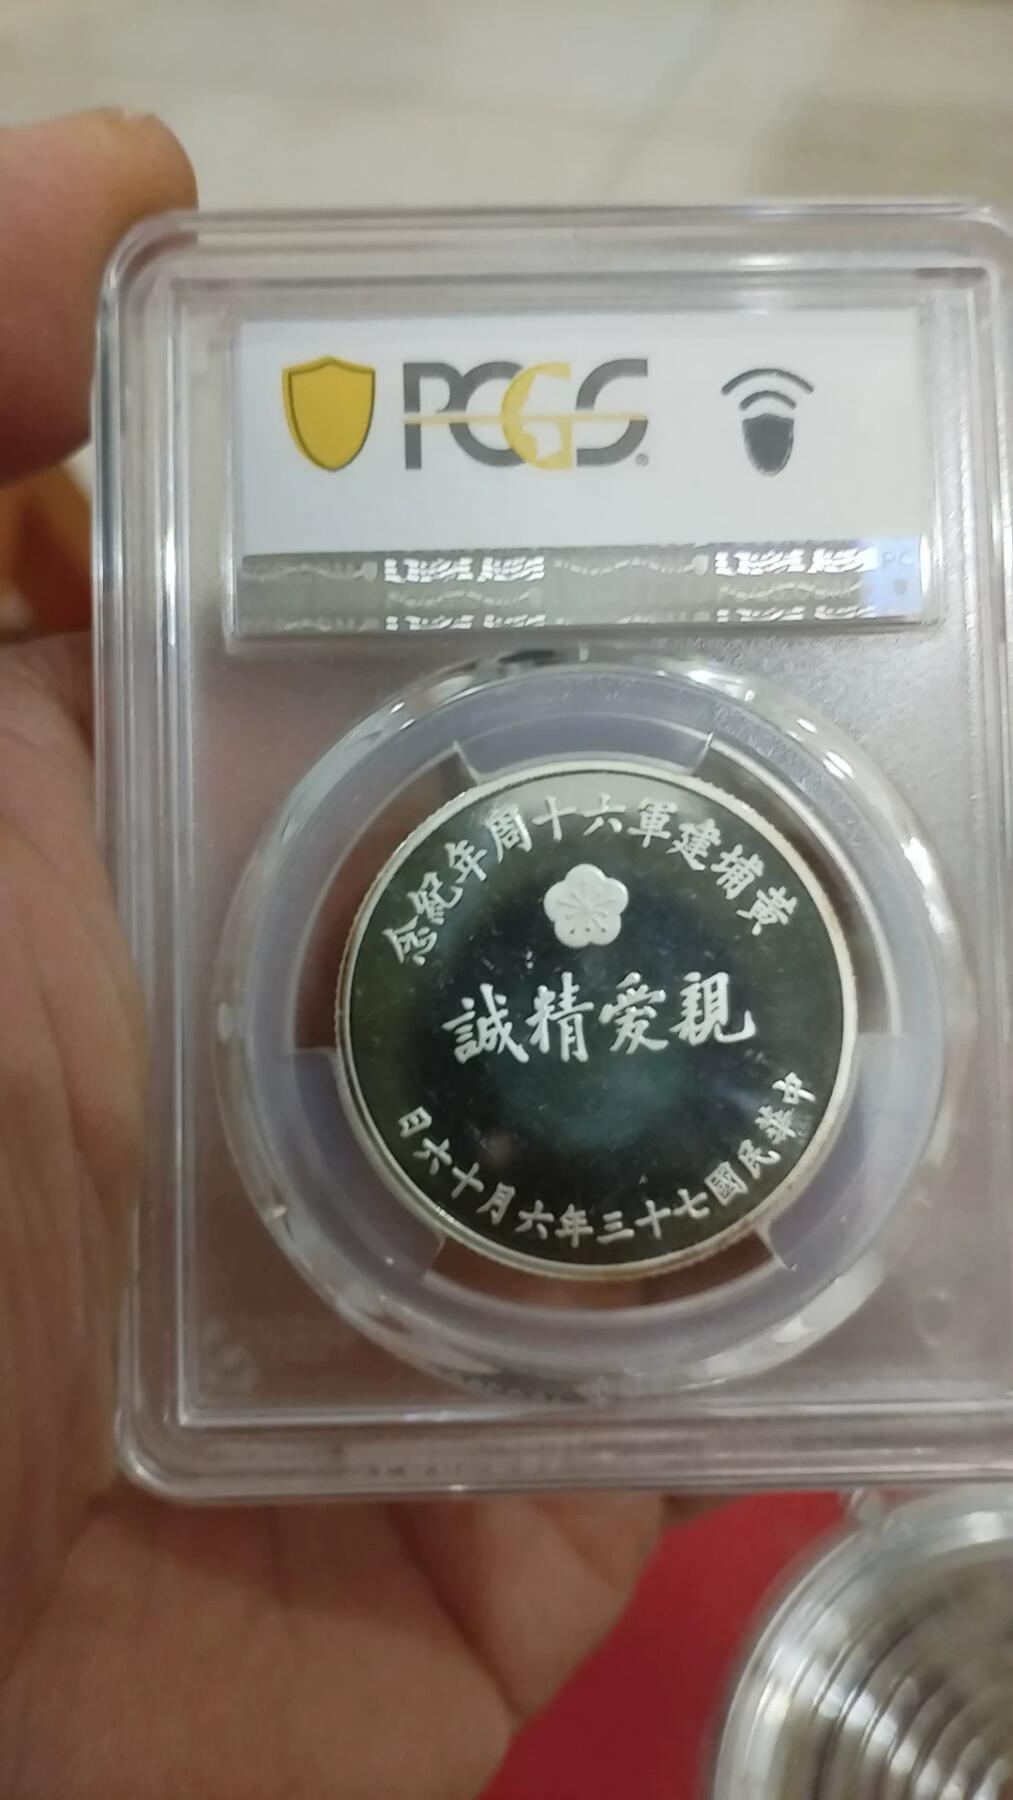 PCGS
黃埔建軍六十周年紀念
親愛精誠
中華民國七十三年六月十六日